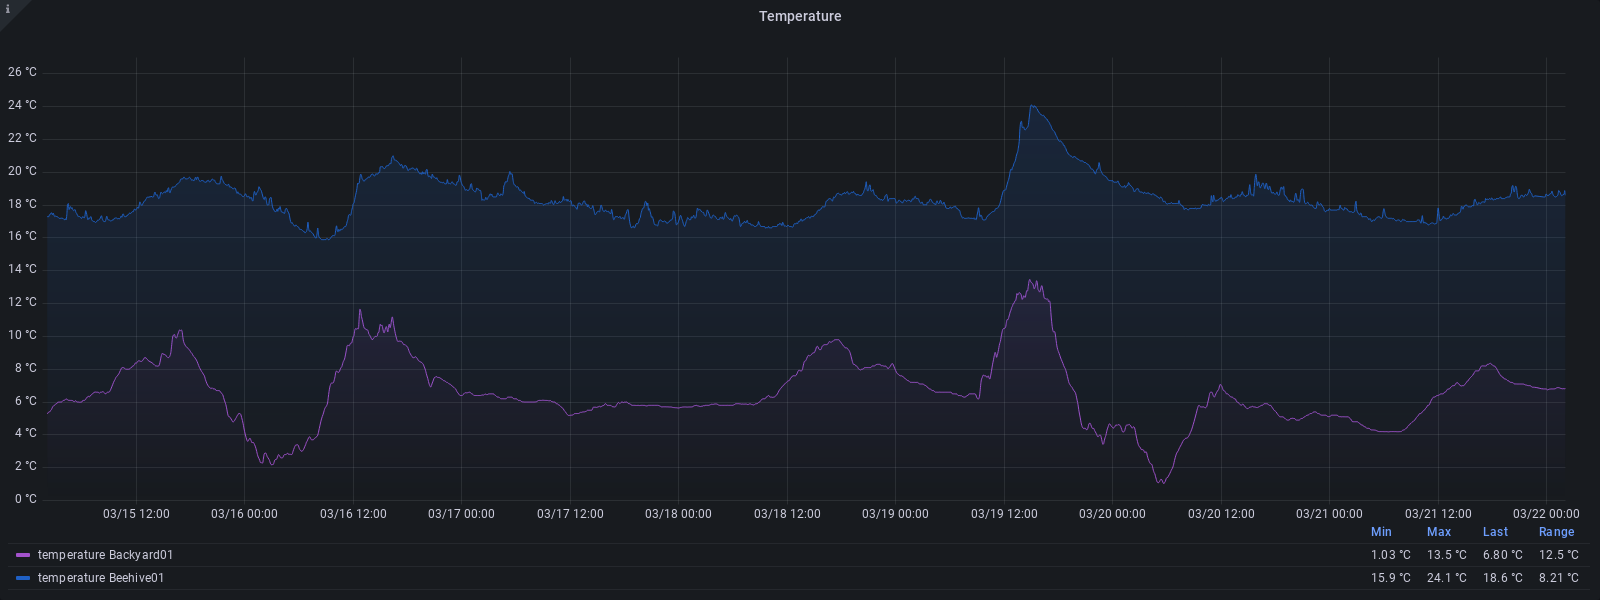 i
Temperature
26 °C
24 °C
22 °C
20 °C
18 °C
16 °C
14 °C
12 °C
10 °C
8 °C
6 °C
4 °C
2 °C
0 °C
03/15 12:00 03/16 00:00 03/16 12:00 03/17 00:00 03/17 12:00 03/18 00:00 03/18 12:00 03/19 00:00 03/19 12:00 03/20 00:00 03/20 12:00 03/21 00:00 03/21 12:00 03/22 00:00
Min Max Last Range
temperature Backyard01 1.03 °C 13.5 °C 6.80 °C 12.5 °C
temperature Beehive01 15.9 °C 24.1 °C 18.6 °C 8.21 °C